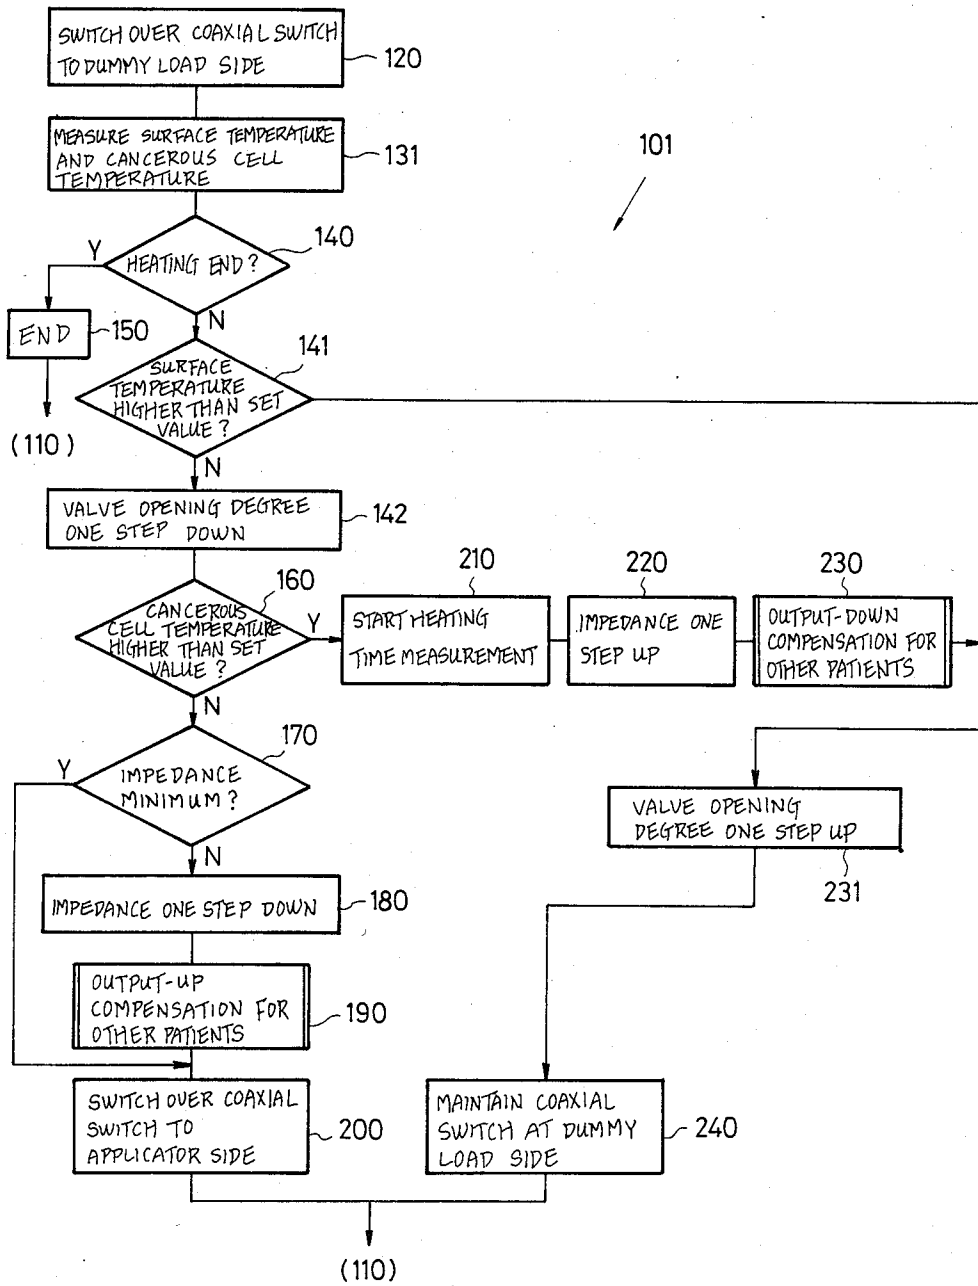 SWITCH OVER COAXIAL SWITCH
TO DUMMY LOAD SIDE
120
MEASURE SURFACE TEMPERATURE
AND CANCEROUS CELL
TEMPERATURE
131
101
140
Y
HEATING END?
N
END
150
141
SURFACE
TEMPERATURE
HIGHER THAN SET
VALUE?
(110)
N
VALVE OPENING DEGREE
ONE STEP DOWN
142
160
CANCEROUS
CELL TEMPERATURE
HIGHER THAN SET
VALUE?
Y
N
210
START HEATING
TIME MEASUREMENT
220
IMPEDANCE ONE
STEP UP
230
OUTPUT-DOWN
COMPENSATION FOR
OTHER PATIENTS
170
Y
IMPEDANCE
MINIMUM?
N
VALVE OPENING
DEGREE ONE STEP UP
231
IMPEDANCE ONE STEP DOWN
180
OUTPUT-UP
COMPENSATION FOR
OTHER PATIENTS
190
SWITCH OVER COAXIAL
SWITCH TO
APPLICATOR SIDE
200
MAINTAIN COAXIAL
SWITCH AT DUMMY
LOAD SIDE
240
(110)